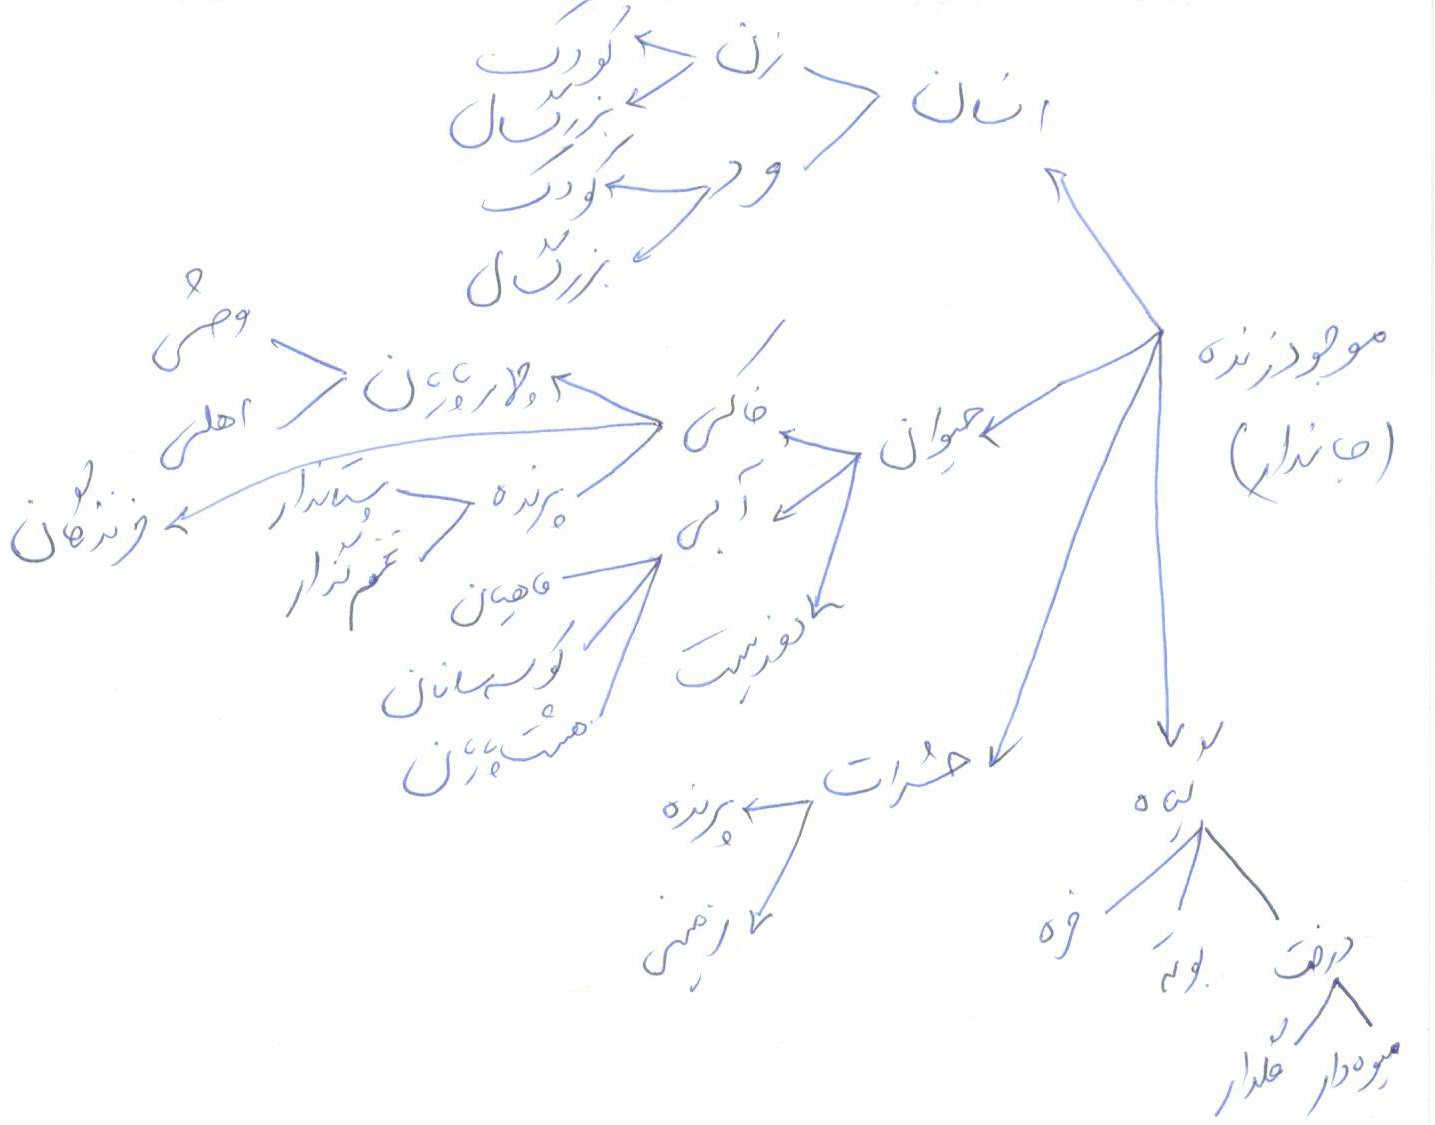 انسان
زن
کودک
بزرگسال
مرد
کودک
بزرگسال
موجود زنده
(جاندار)
حیوان
خاکی
چهارپایان
وحشی
اهلی
پرنده
پستاندار
تخم‌گذار
خزندگان
آبی
ماهیان
کوسه‌سانان
هشت‌پایان
دوزیست
حشرات
پرنده
زمینی
گیاه
درخت
میوه‌دار
گلدار
بوته
خزه